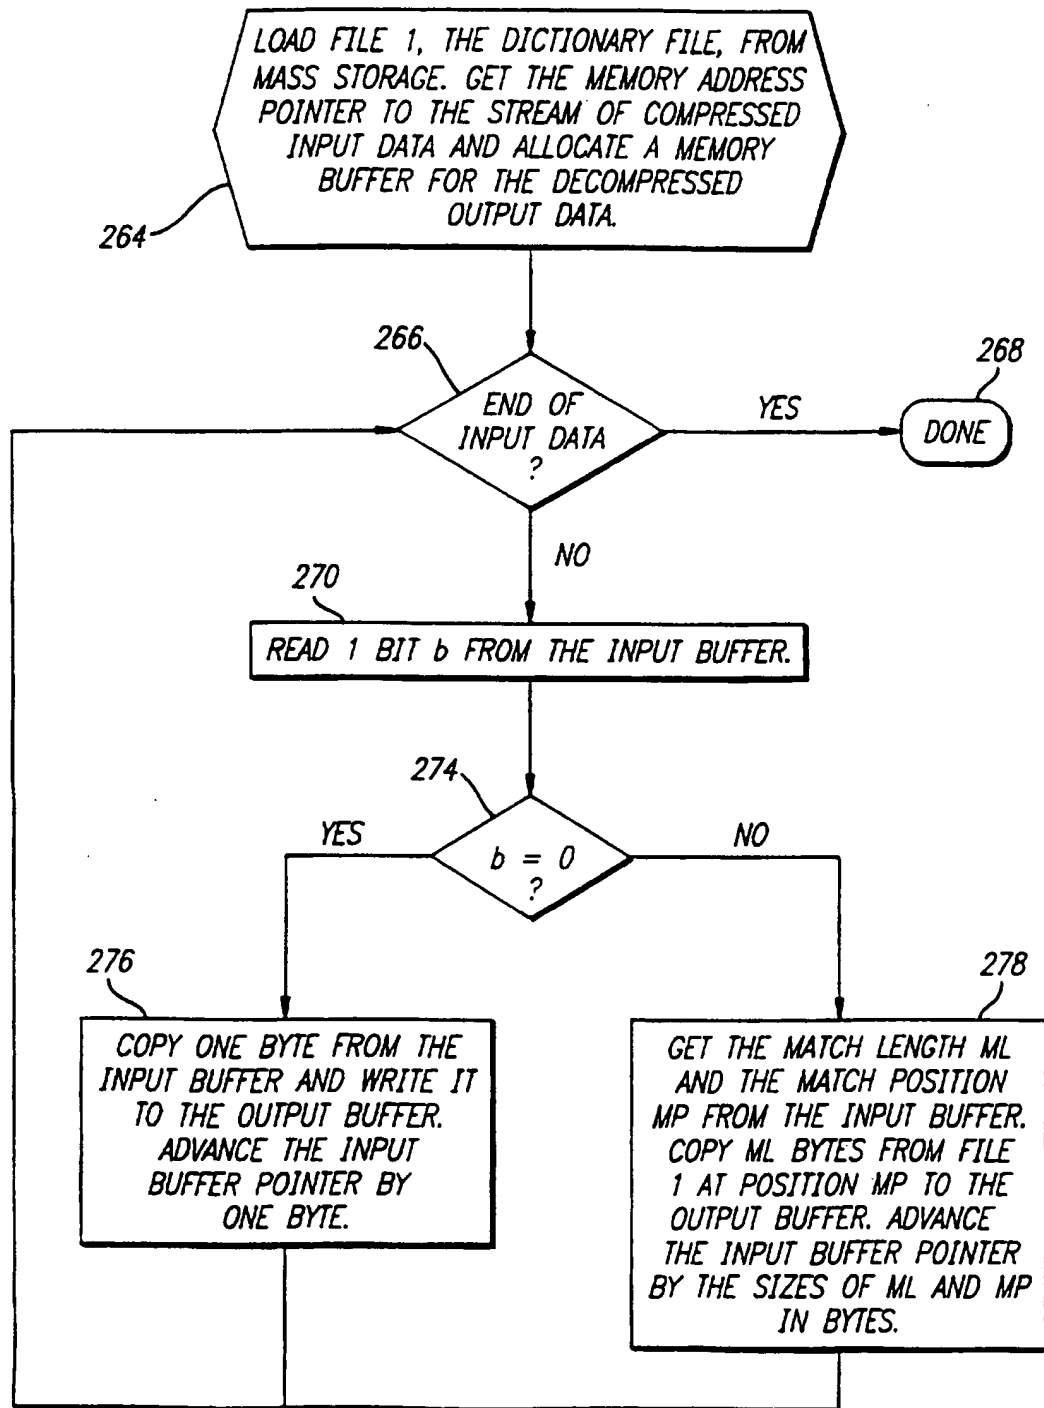 LOAD FILE 1, THE DICTIONARY FILE, FROM
MASS STORAGE. GET THE MEMORY ADDRESS
POINTER TO THE STREAM OF COMPRESSED
INPUT DATA AND ALLOCATE A MEMORY
BUFFER FOR THE DECOMPRESSED
OUTPUT DATA.
264
266
END OF
INPUT DATA
?
YES
268
DONE
NO
270
READ 1 BIT b FROM THE INPUT BUFFER.
274
b = 0
?
YES
NO
276
COPY ONE BYTE FROM THE
INPUT BUFFER AND WRITE IT
TO THE OUTPUT BUFFER.
ADVANCE THE INPUT
BUFFER POINTER BY
ONE BYTE.
278
GET THE MATCH LENGTH ML
AND THE MATCH POSITION
MP FROM THE INPUT BUFFER.
COPY ML BYTES FROM FILE
1 AT POSITION MP TO THE
OUTPUT BUFFER. ADVANCE
THE INPUT BUFFER POINTER
BY THE SIZES OF ML AND MP
IN BYTES.